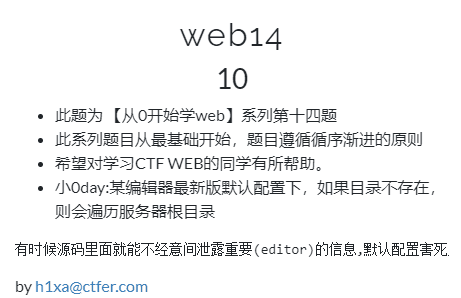 web14
10
此题为 【从0开始学web】系列第十四题
此系列题目从最基础开始，题目遵循循序渐进的原则
希望对学习CTF WEB的同学有所帮助。
小0day:某编辑器最新版默认配置下，如果目录不存在，
则会遍历服务器根目录
有时候源码里面就能不经意间泄露重要(editor)的信息,默认配置害死
by h1xa@ctfer.com